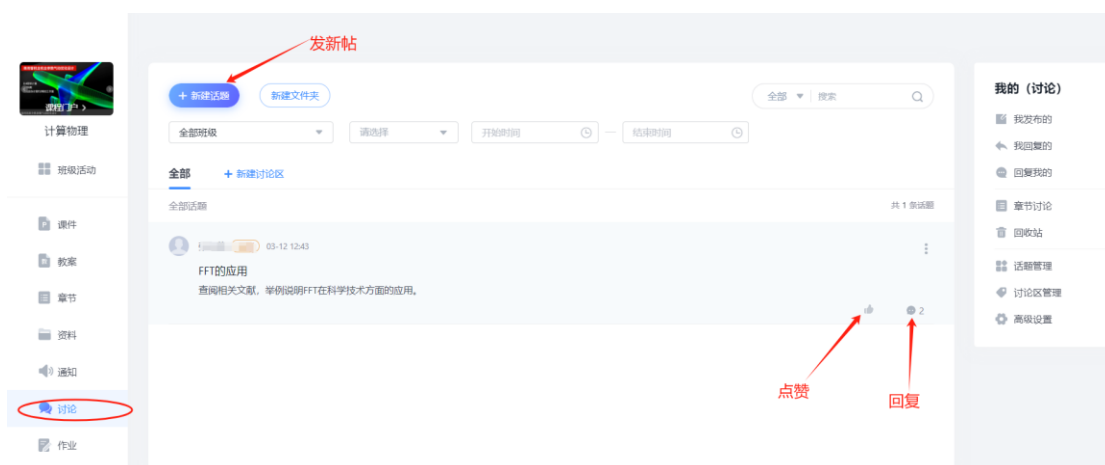 发新帖
课程门户 >
计算物理
班级活动
课件
教案
章节
资料
通知
讨论
作业
+ 新建话题
新建文件夹
全部 ▼ | 搜索
全部班级 ▼
请选择 ▼
开始时间
—
结束时间
全部
+ 新建讨论区
全部话题
共 1 条话题
03-12 12:43
FFT的应用
查阅相关文献，举例说明FFT在科学技术方面的应用。
2
点赞
回复
我的（讨论）
我发布的
我回复的
回复我的
章节讨论
回收站
话题管理
讨论区管理
高级设置